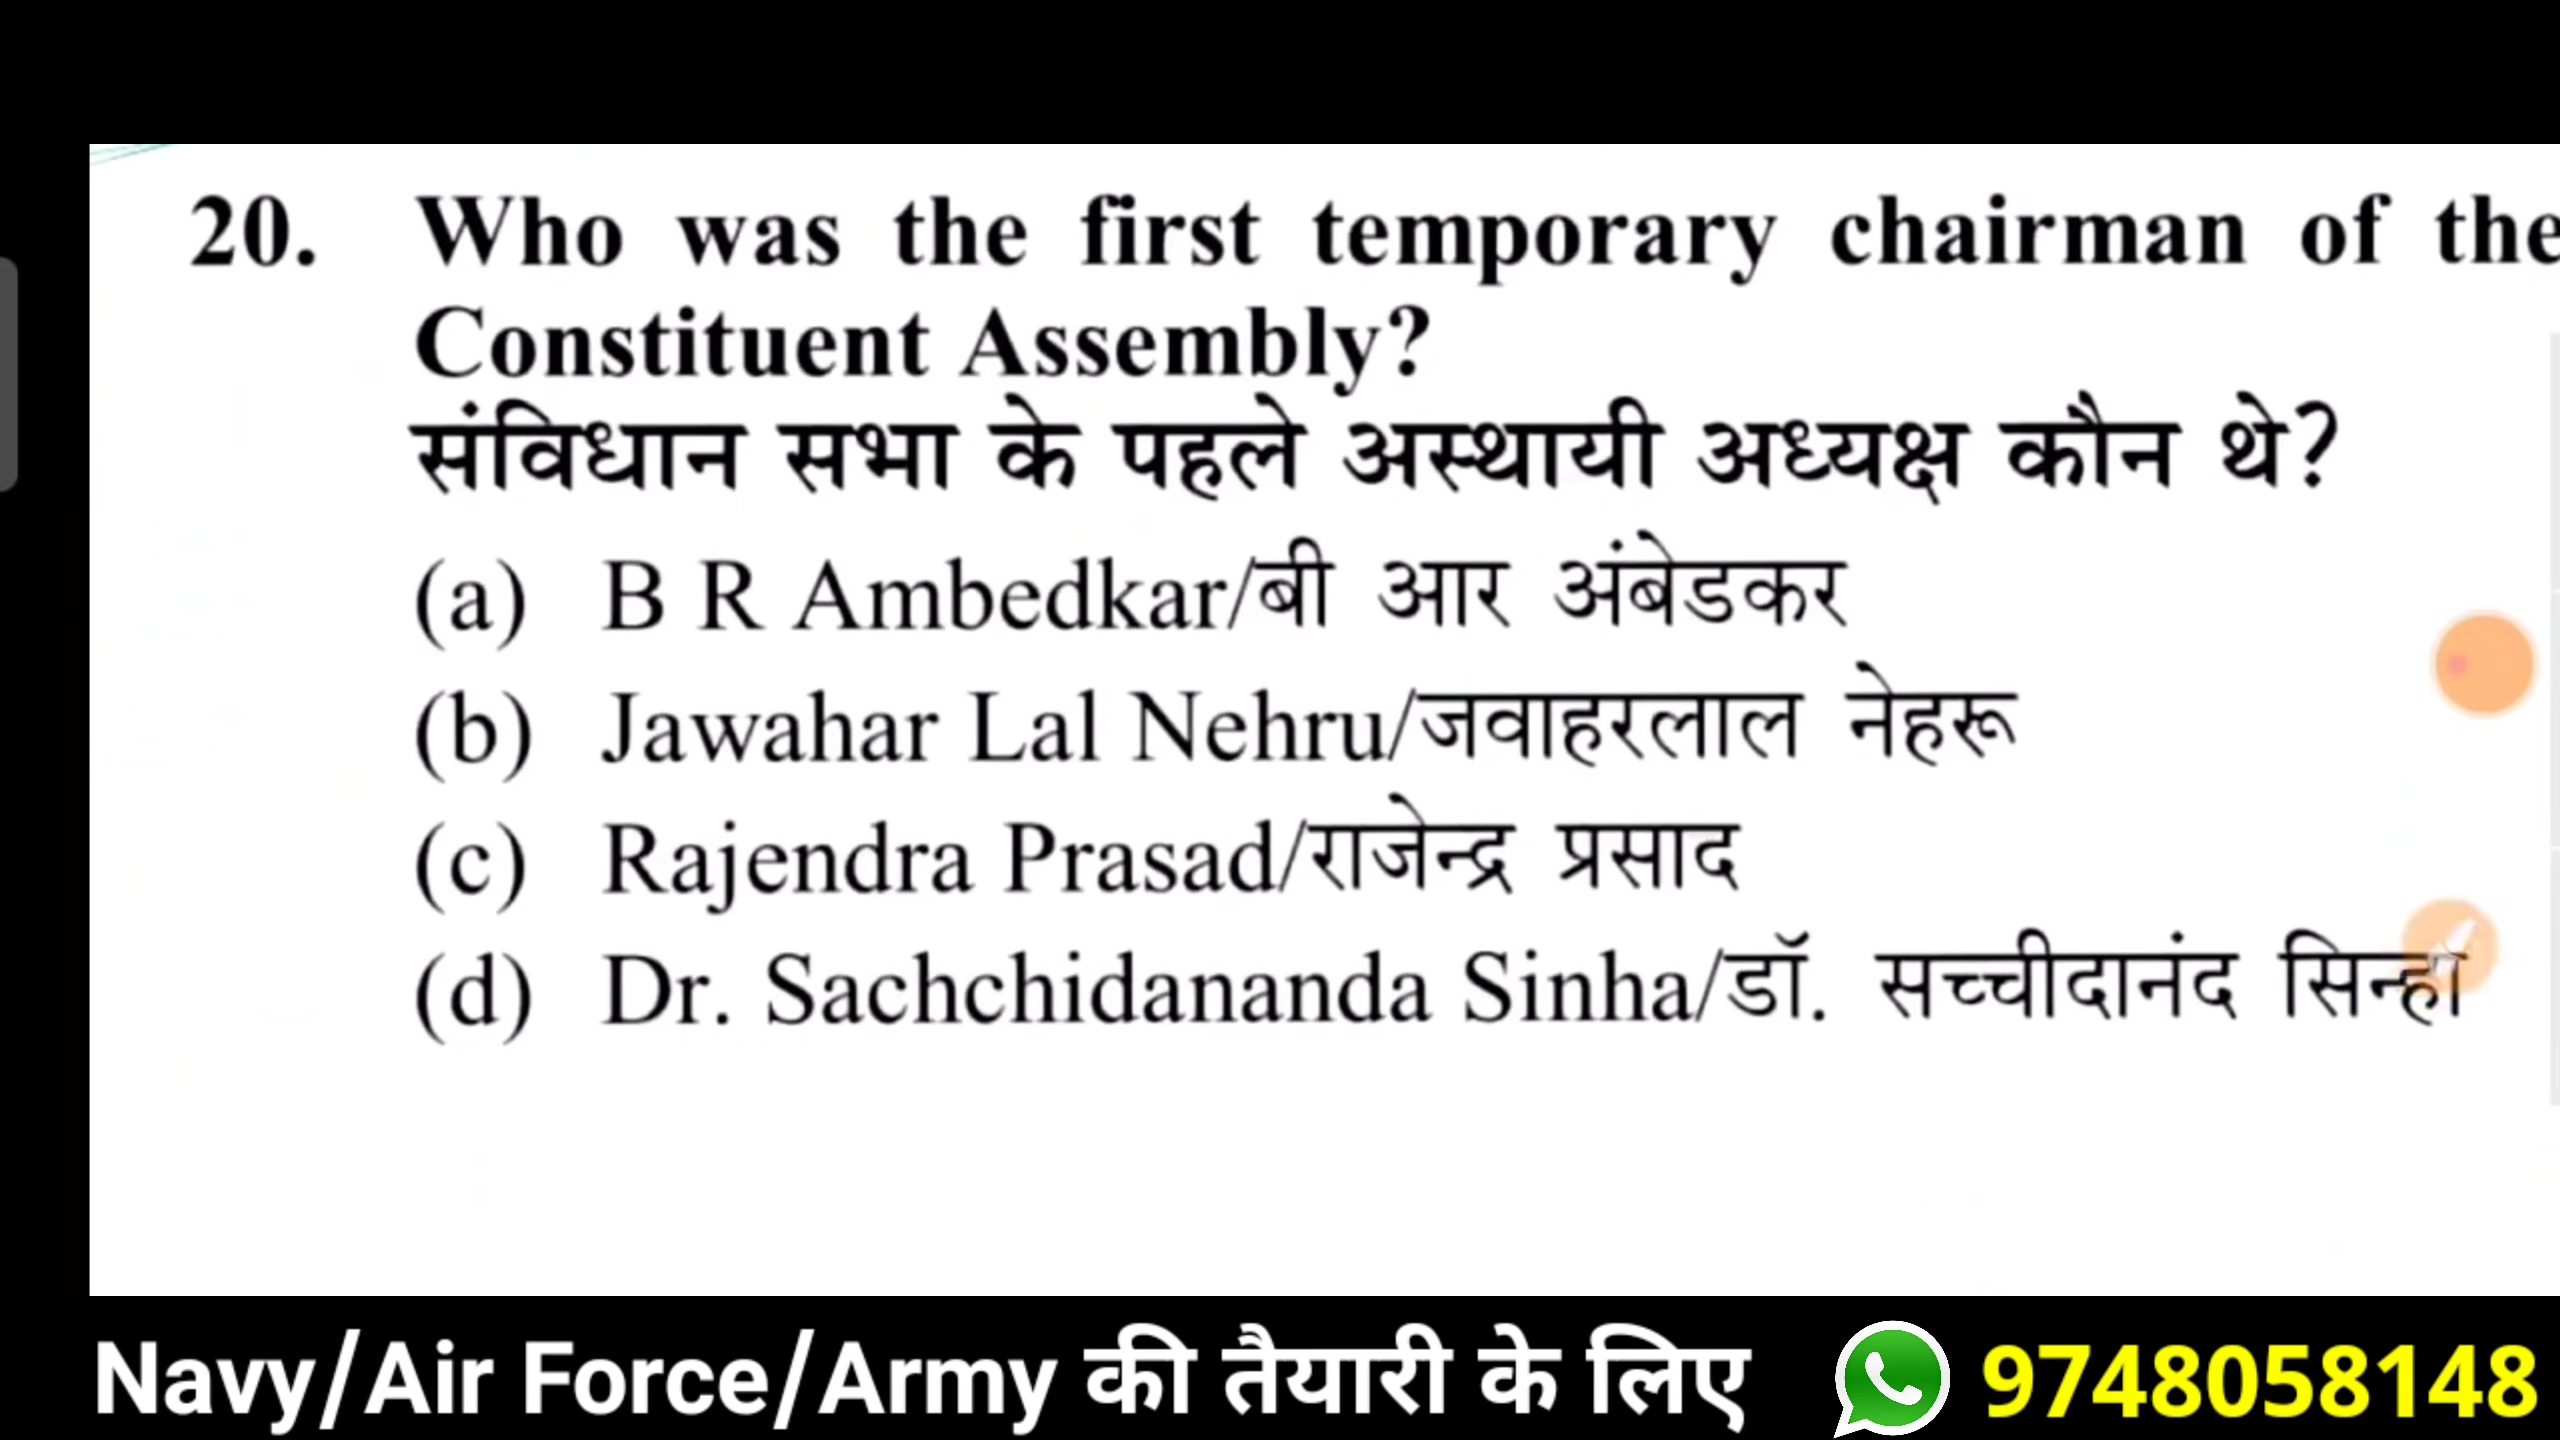 20. Who was the first temporary chairman of the
Constituent Assembly?
संविधान सभा के पहले अस्थायी अध्यक्ष कौन थे?
(a) B R Ambedkar/बी आर अंबेडकर
(b) Jawahar Lal Nehru/जवाहरलाल नेहरू
(c) Rajendra Prasad/राजेन्द्र प्रसाद
(d) Dr. Sachchidananda Sinha/डॉ. सच्चीदानंद सिन्हा
Navy/Air Force/Army की तैयारी के लिए 9748058148